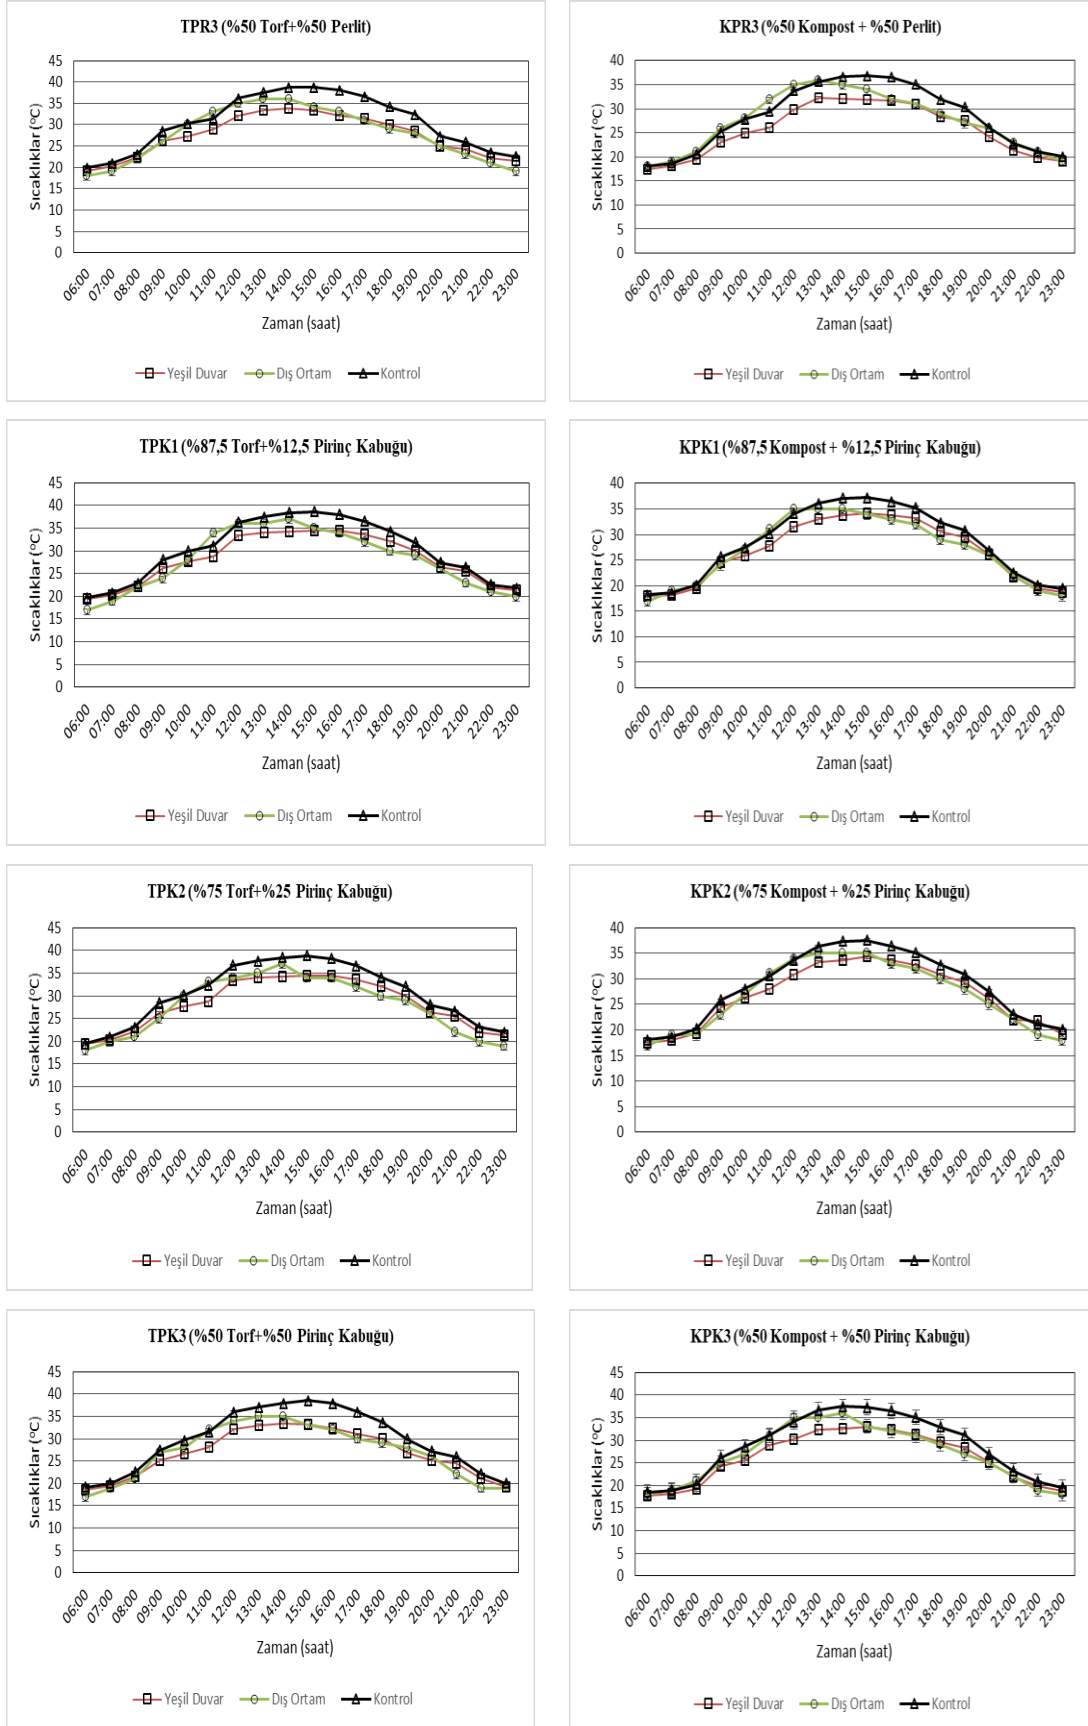 TPR3 (%50 Torf+%50 Perlit)
45
40
35
30
25
20
15
10
5
0
Sıcaklıklar (°C)
06:00 07:00 08:00 09:00 10:00 11:00 12:00 13:00 14:00 15:00 16:00 17:00 18:00 19:00 20:00 21:00 22:00 23:00
Zaman (saat)
Yeşil Duvar Dış Ortam Kontrol
KPR3 (%50 Kompost + %50 Perlit)
40
35
30
25
20
15
10
5
0
Sıcaklıklar (°C)
06:00 07:00 08:00 09:00 10:00 11:00 12:00 13:00 14:00 15:00 16:00 17:00 18:00 19:00 20:00 21:00 22:00 23:00
Zaman (saat)
Yeşil Duvar Dış Ortam Kontrol
TPK1 (%87,5 Torf+%12,5 Pirinç Kabuğu)
45
40
35
30
25
20
15
10
5
0
Sıcaklıklar (°C)
06:00 07:00 08:00 09:00 10:00 11:00 12:00 13:00 14:00 15:00 16:00 17:00 18:00 19:00 20:00 21:00 22:00 23:00
Zaman (saat)
Yeşil Duvar Dış Ortam Kontrol
KPK1 (%87,5 Kompost + %12,5 Pirinç Kabuğu)
40
35
30
25
20
15
10
5
0
Sıcaklıklar (°C)
06:00 07:00 08:00 09:00 10:00 11:00 12:00 13:00 14:00 15:00 16:00 17:00 18:00 19:00 20:00 21:00 22:00 23:00
Zaman (saat)
Yeşil Duvar Dış Ortam Kontrol
TPK2 (%75 Torf+%25 Pirinç Kabuğu)
45
40
35
30
25
20
15
10
5
0
Sıcaklıklar (°C)
06:00 07:00 08:00 09:00 10:00 11:00 12:00 13:00 14:00 15:00 16:00 17:00 18:00 19:00 20:00 21:00 22:00 23:00
Zaman (saat)
Yeşil Duvar Dış Ortam Kontrol
KPK2 (%75 Kompost + %25 Pirinç Kabuğu)
40
35
30
25
20
15
10
5
0
Sıcaklıklar (°C)
06:00 07:00 08:00 09:00 10:00 11:00 12:00 13:00 14:00 15:00 16:00 17:00 18:00 19:00 20:00 21:00 22:00 23:00
Zaman (saat)
Yeşil Duvar Dış Ortam Kontrol
TPK3 (%50 Torf+%50 Pirinç Kabuğu)
45
40
35
30
25
20
15
10
5
0
Sıcaklıklar (°C)
06:00 07:00 08:00 09:00 10:00 11:00 12:00 13:00 14:00 15:00 16:00 17:00 18:00 19:00 20:00 21:00 22:00 23:00
Zaman (saat)
Yeşil Duvar Dış Ortam Kontrol
KPK3 (%50 Kompost + %50 Pirinç Kabuğu)
45
40
35
30
25
20
15
10
5
0
Sıcaklıklar (°C)
06:00 07:00 08:00 09:00 10:00 11:00 12:00 13:00 14:00 15:00 16:00 17:00 18:00 19:00 20:00 21:00 22:00 23:00
Zaman (saat)
Yeşil Duvar Dış Ortam Kontrol